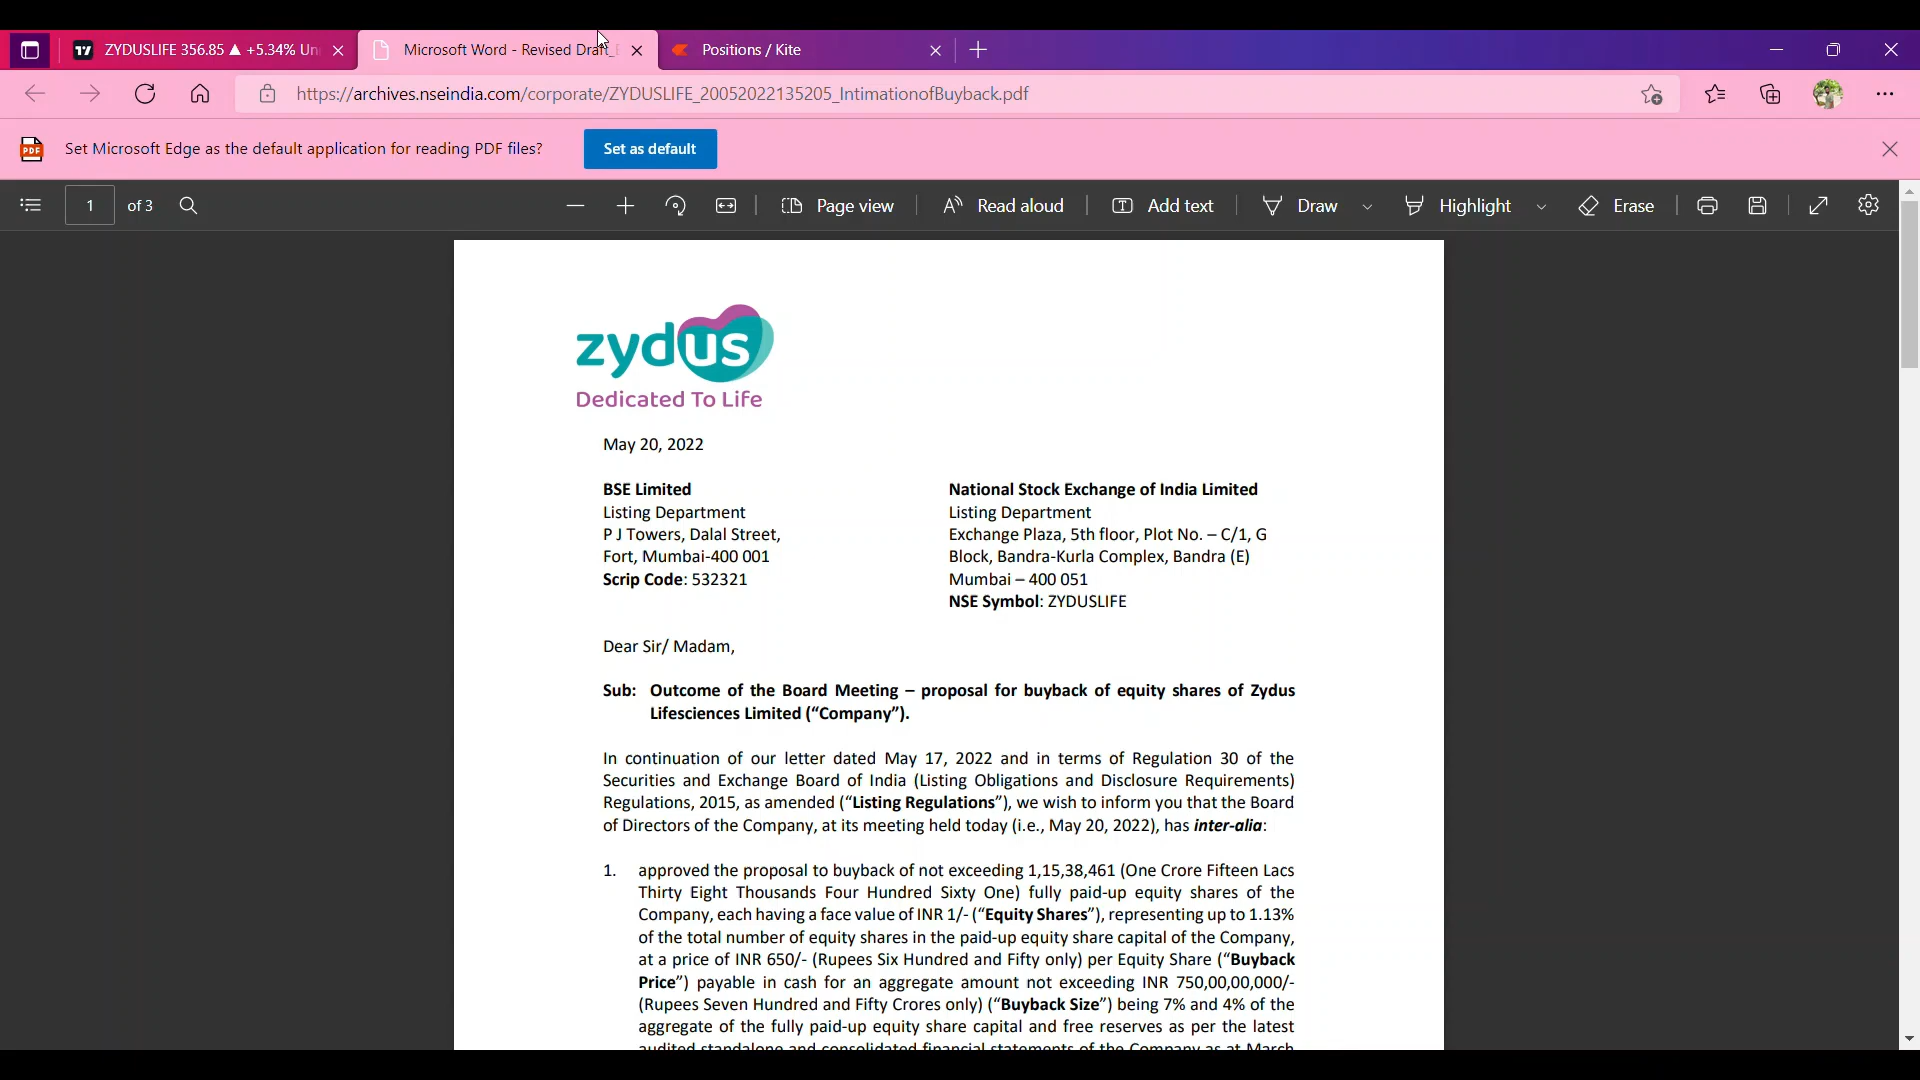 ZYDUSLIFE 356.85 ▲ +5.34% Un
Microsoft Word - Revised Draft_
Positions / Kite
https://archives.nseindia.com/corporate/ZYDUSLIFE_20052022135205_IntimationofBuyback.pdf
PDF
Set Microsoft Edge as the default application for reading PDF files?
Set as default
1 of 3
Page view
Read aloud
Add text
Draw
Highlight
Erase
zydus
Dedicated To Life
May 20, 2022
BSE Limited
Listing Department
P J Towers, Dalal Street,
Fort, Mumbai-400 001
Scrip Code: 532321
National Stock Exchange of India Limited
Listing Department
Exchange Plaza, 5th floor, Plot No. – C/1, G
Block, Bandra-Kurla Complex, Bandra (E)
Mumbai – 400 051
NSE Symbol: ZYDUSLIFE
Dear Sir/ Madam,
Sub: Outcome of the Board Meeting – proposal for buyback of equity shares of Zydus
Lifesciences Limited (“Company”).
In continuation of our letter dated May 17, 2022 and in terms of Regulation 30 of the
Securities and Exchange Board of India (Listing Obligations and Disclosure Requirements)
Regulations, 2015, as amended (“Listing Regulations”), we wish to inform you that the Board
of Directors of the Company, at its meeting held today (i.e., May 20, 2022), has inter-alia:
1. approved the proposal to buyback of not exceeding 1,15,38,461 (One Crore Fifteen Lacs
Thirty Eight Thousands Four Hundred Sixty One) fully paid-up equity shares of the
Company, each having a face value of INR 1/- (“Equity Shares”), representing up to 1.13%
of the total number of equity shares in the paid-up equity share capital of the Company,
at a price of INR 650/- (Rupees Six Hundred and Fifty only) per Equity Share (“Buyback
Price”) payable in cash for an aggregate amount not exceeding INR 750,00,00,000/-
(Rupees Seven Hundred and Fifty Crores only) (“Buyback Size”) being 7% and 4% of the
aggregate of the fully paid-up equity share capital and free reserves as per the latest
audited standalone and consolidated financial statements of the Company as at March